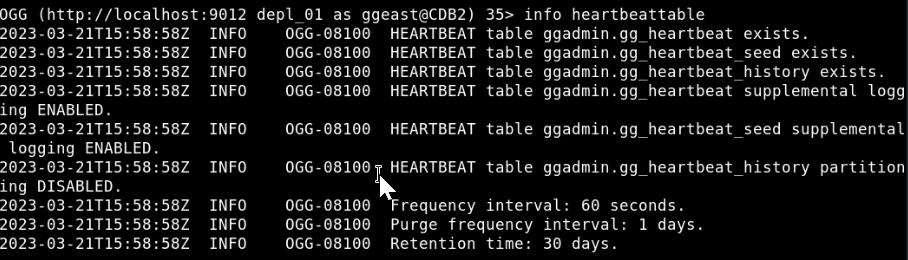 OGG (http://localhost:9012 depl_01 as ggeast@CDB2) 35> info heartbeattable
2023-03-21T15:58:58Z  INFO    OGG-08100  HEARTBEAT table ggadmin.gg_heartbeat exists.
2023-03-21T15:58:58Z  INFO    OGG-08100  HEARTBEAT table ggadmin.gg_heartbeat_seed exists.
2023-03-21T15:58:58Z  INFO    OGG-08100  HEARTBEAT table ggadmin.gg_heartbeat_history exists.
2023-03-21T15:58:58Z  INFO    OGG-08100  HEARTBEAT table ggadmin.gg_heartbeat supplemental logg
ing ENABLED.
2023-03-21T15:58:58Z  INFO    OGG-08100  HEARTBEAT table ggadmin.gg_heartbeat_seed supplemental
 logging ENABLED.
2023-03-21T15:58:58Z  INFO    OGG-08100  HEARTBEAT table ggadmin.gg_heartbeat_history partition
ing DISABLED.
2023-03-21T15:58:58Z  INFO    OGG-08100  Frequency interval: 60 seconds.
2023-03-21T15:58:58Z  INFO    OGG-08100  Purge frequency interval: 1 days.
2023-03-21T15:58:58Z  INFO    OGG-08100  Retention time: 30 days.